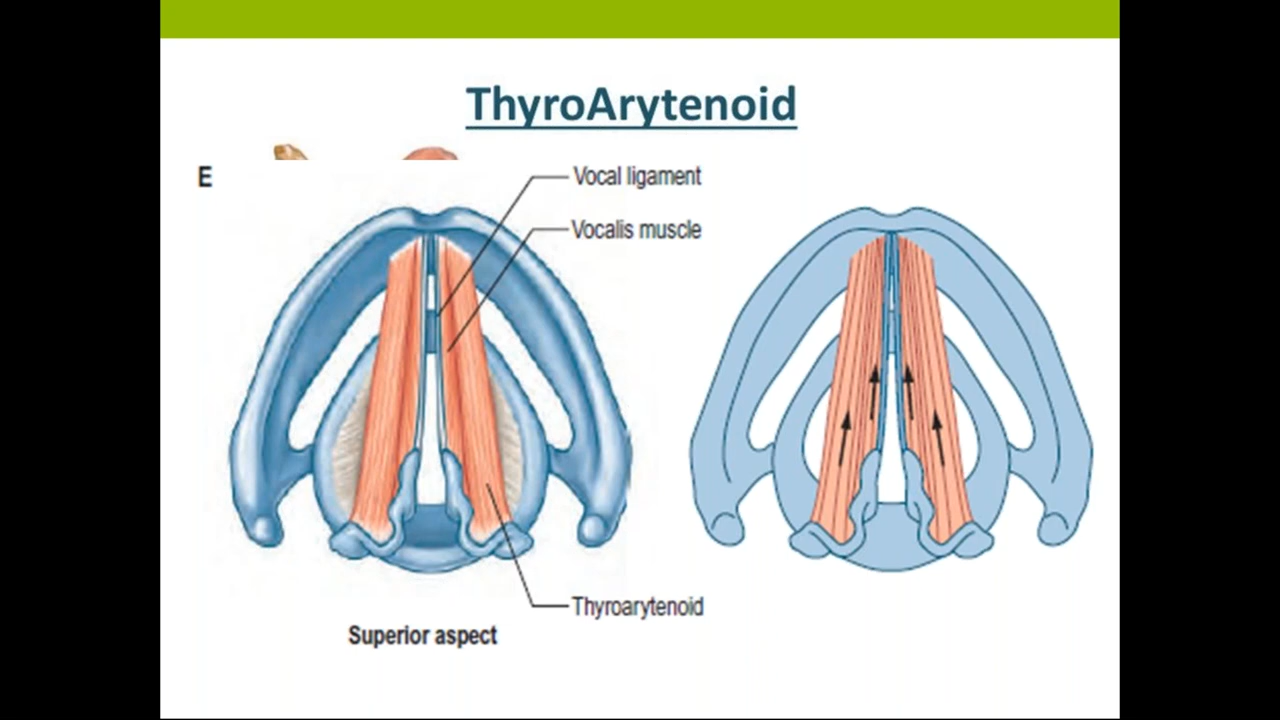 ThyroArytenoid
E
Vocal ligament
Vocalis muscle
Thyroarytenoid
Superior aspect